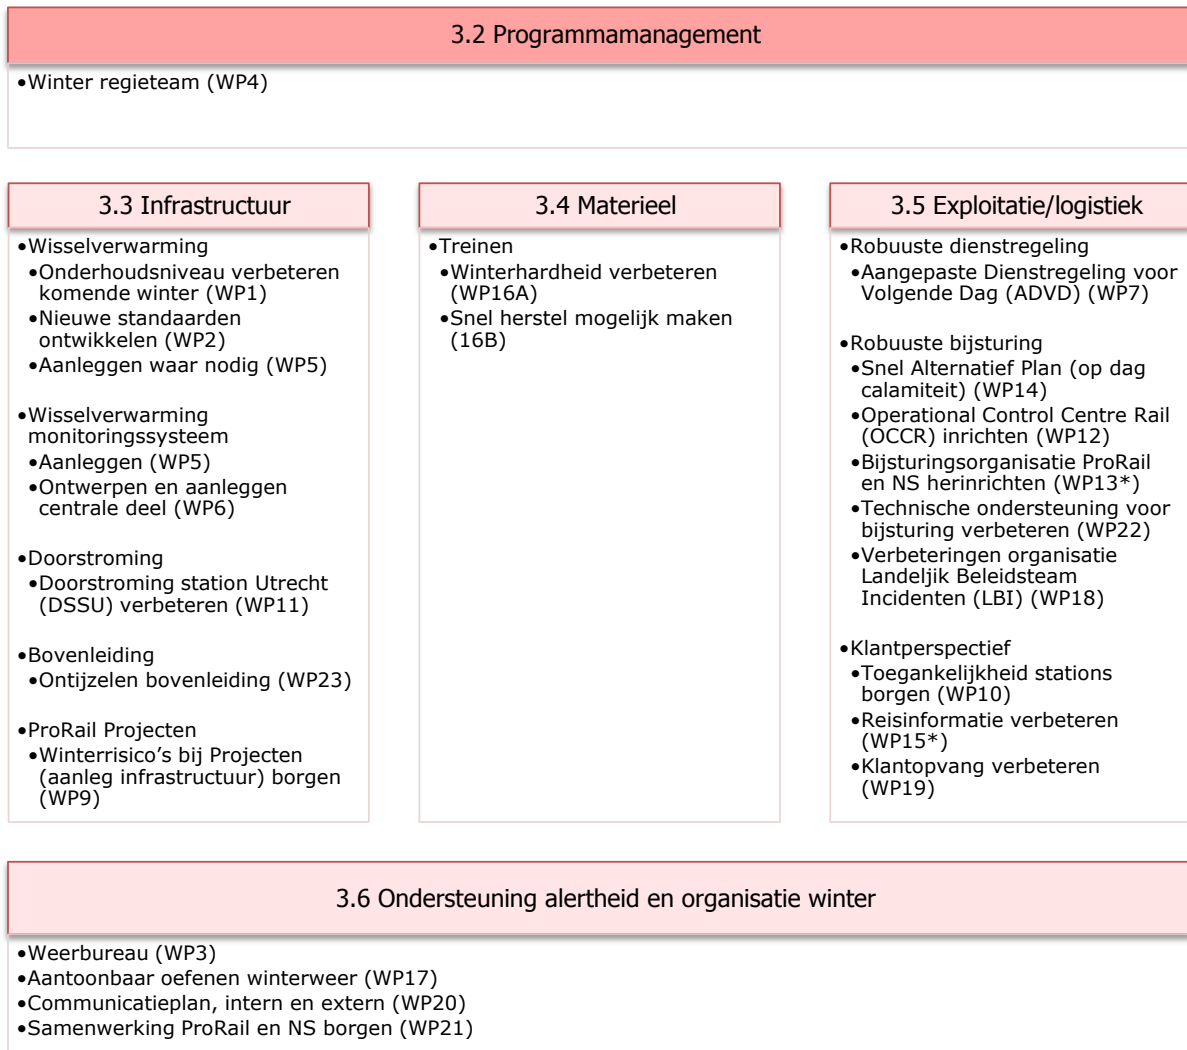 3.2 Programmamanagement
•Winter regieteam (WP4)
3.3 Infrastructuur
•Wisselverwarming
•Onderhoudsniveau verbeteren
komende winter (WP1)
•Nieuwe standaarden
ontwikkelen (WP2)
•Aanleggen waar nodig (WP5)
•Wisselverwarming
monitoringssysteem
•Aanleggen (WP5)
•Ontwerpen en aanleggen
centrale deel (WP6)
•Doorstroming
•Doorstroming station Utrecht
(DSSU) verbeteren (WP11)
•Bovenleiding
•Ontijzelen bovenleiding (WP23)
•ProRail Projecten
•Winterrisico’s bij Projecten
(aanleg infrastructuur) borgen
(WP9)
3.4 Materieel
•Treinen
•Winterhardheid verbeteren
(WP16A)
•Snel herstel mogelijk maken
(16B)
3.5 Exploitatie/logistiek
•Robuuste dienstregeling
•Aangepaste Dienstregeling voor
Volgende Dag (ADVD) (WP7)
•Robuuste bijsturing
•Snel Alternatief Plan (op dag
calamiteit) (WP14)
•Operational Control Centre Rail
(OCCR) inrichten (WP12)
•Bijsturingsorganisatie ProRail
en NS herinrichten (WP13*)
•Technische ondersteuning voor
bijsturing verbeteren (WP22)
•Verbeteringen organisatie
Landeljik Beleidsteam
Incidenten (LBI) (WP18)
•Klantperspectief
•Toegankelijkheid stations
borgen (WP10)
•Reisinformatie verbeteren
(WP15*)
•Klantopvang verbeteren
(WP19)
3.6 Ondersteuning alertheid en organisatie winter
•Weerbureau (WP3)
•Aantoonbaar oefenen winterweer (WP17)
•Communicatieplan, intern en extern (WP20)
•Samenwerking ProRail en NS borgen (WP21)